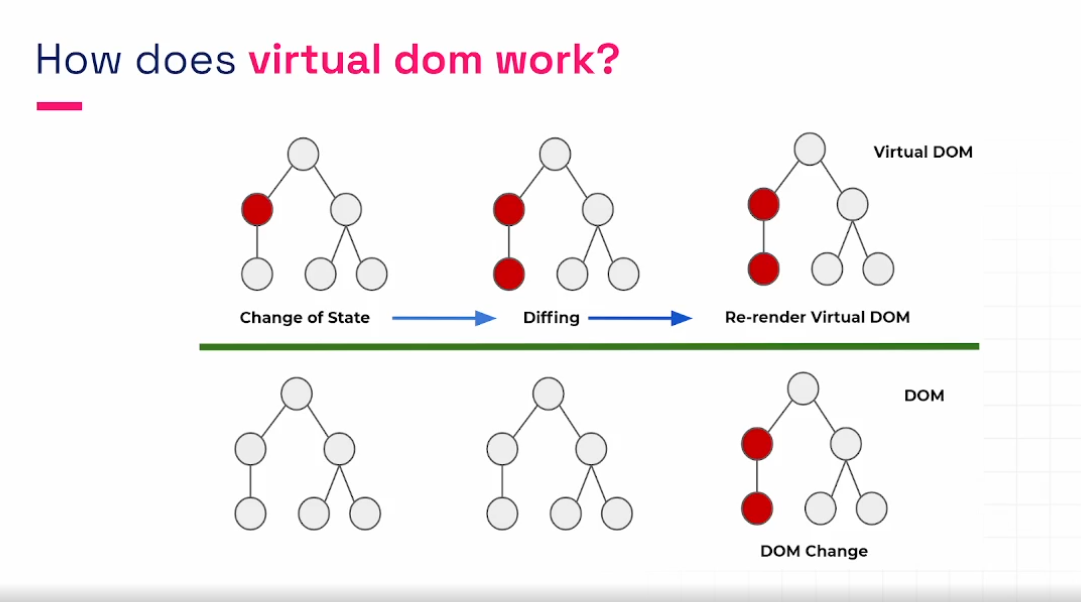 How does virtual dom work?
Virtual DOM
Change of State
Diffing
Re-render Virtual DOM
DOM
DOM Change